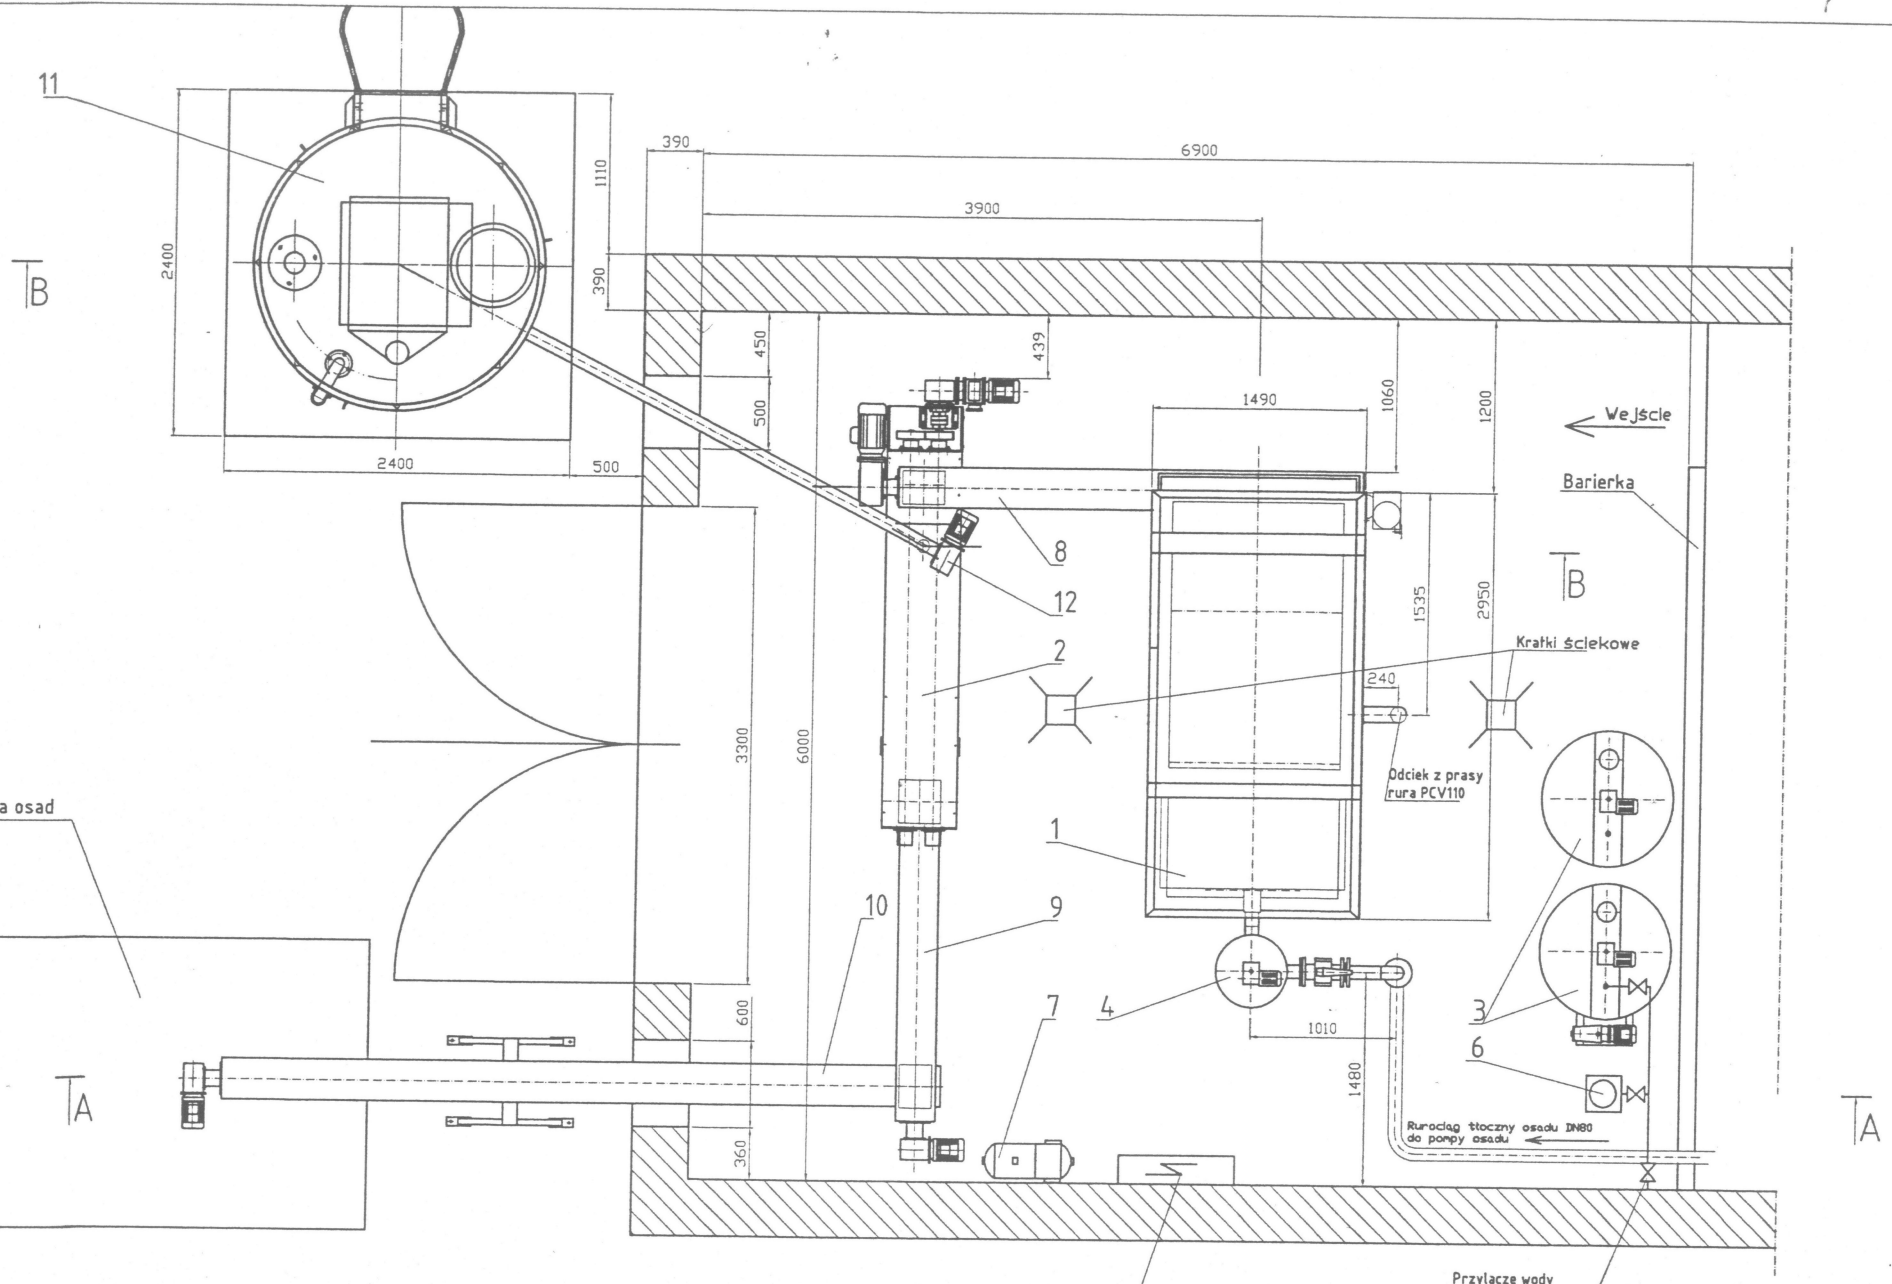 11
390
6900
1110
3900
2400
B
390
450
439
500
1490
1060
1200
Wejście
2400
500
Barierka
8
12
B
1535
2950
2
Kratki ściekowe
240
3300
6000
Odciek z prasy
rura PCV110
a osad
1
10
9
4
7
3
1010
6
600
1480
A
A
360
Rurociąg tłoczny osadu DN80
do pompy osadu
Przylacze wody